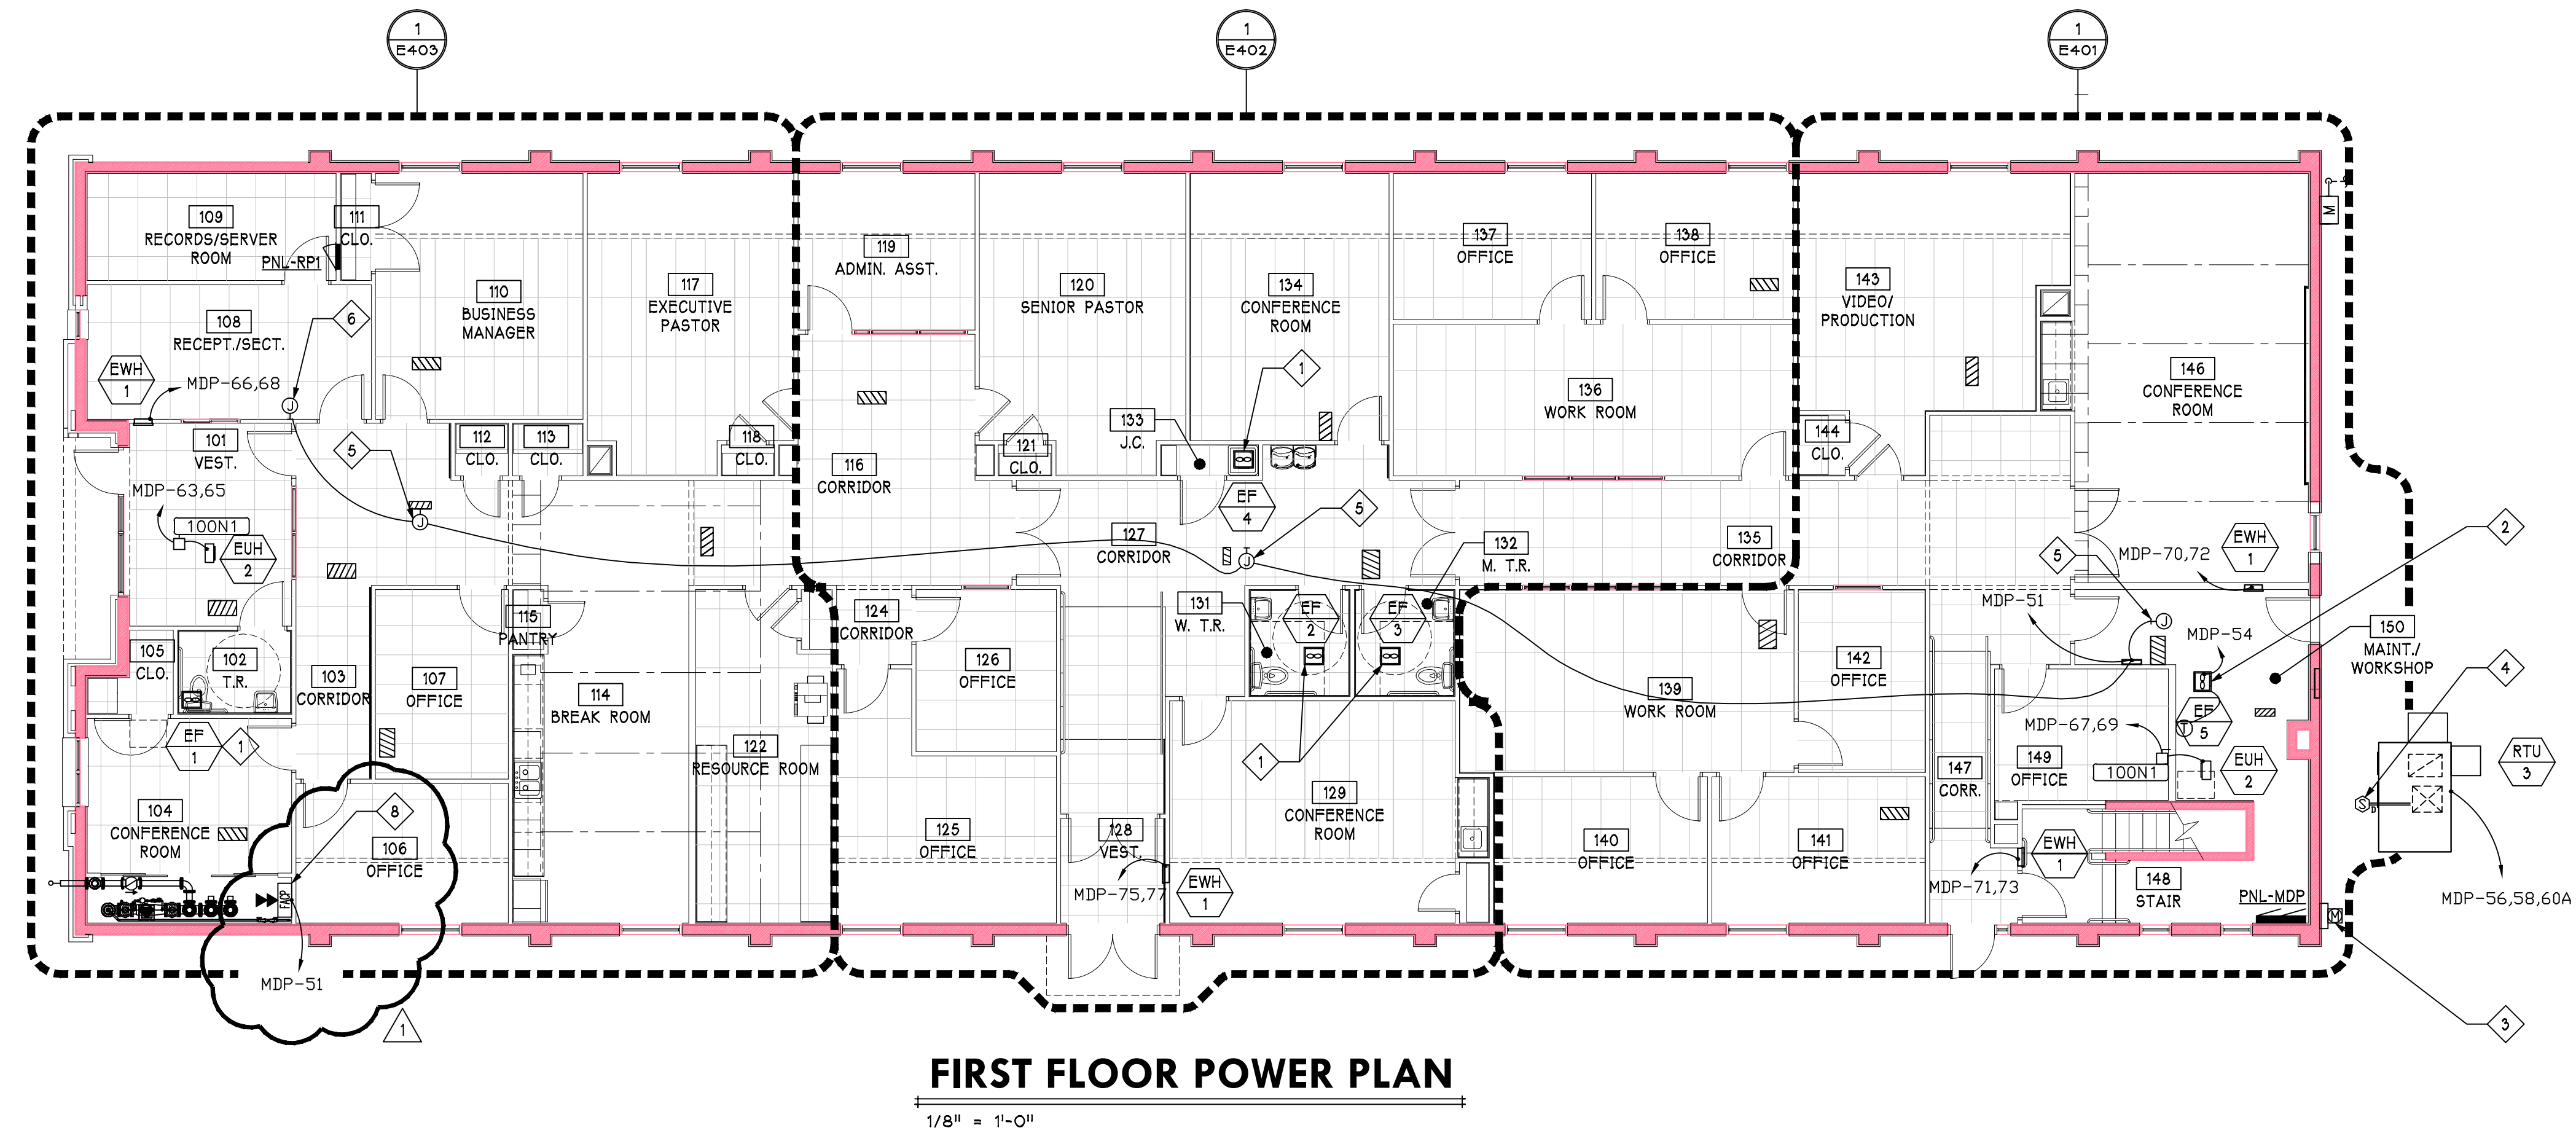 1
E403
1
E402
1
E401
109
RECORDS/SERVER
ROOM
PNL-RP1
111
CLO.
108
RECEPT./SECT.
6
EWH
1
MDP-66,68
J
110
BUSINESS
MANAGER
117
EXECUTIVE
PASTOR
119
ADMIN. ASST.
120
SENIOR PASTOR
134
CONFERENCE
ROOM
1
137
OFFICE
138
OFFICE
136
WORK ROOM
143
VIDEO/
PRODUCTION
146
CONFERENCE
ROOM
M
101
VEST.
5
112
CLO.
113
CLO.
118
CLO.
116
CORRIDOR
121
CLO.
133
J.C.
144
CLO.
MDP-63,65
100N1
EUH
2
J
EF
4
5
127
CORRIDOR
J
132
M. T.R.
135
CORRIDOR
5
MDP-70,72
EWH
1
2
105
CLO.
102
T.R.
103
CORRIDOR
107
OFFICE
115
PANTRY
114
BREAK ROOM
124
CORRIDOR
126
OFFICE
131
W. T.R.
EF
2
EF
3
139
WORK ROOM
142
OFFICE
MDP-51
J
MDP-54
150
MAINT./
WORKSHOP
4
EF
1
1
122
RESOURCE ROOM
1
MDP-67,69
149
OFFICE
100N1
T
EF
5
EUH
2
RTU
3
S
D
147
CORR.
104
CONFERENCE
ROOM
8
106
OFFICE
FACP
125
OFFICE
128
VEST.
129
CONFERENCE
ROOM
MDP-75,77
EWH
1
140
OFFICE
141
OFFICE
EWH
1
MDP-71,73
148
STAIR
PNL-MDP
M
MDP-56,58,60A
MDP-51
1
3
FIRST FLOOR POWER PLAN
1/8" = 1'-0"